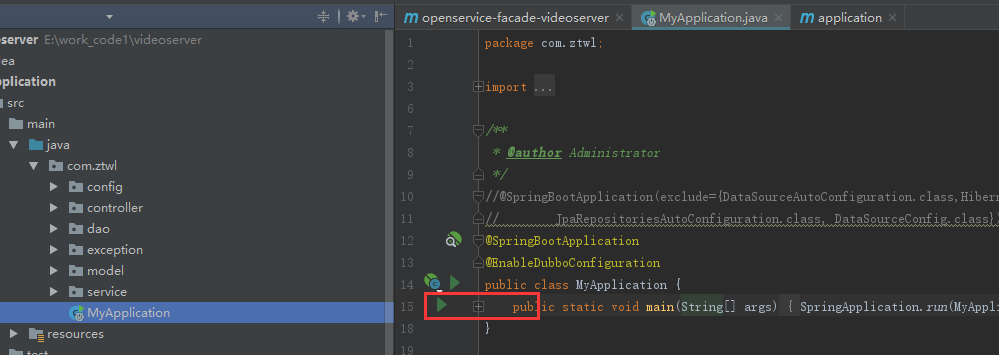 openservice-facade-videoserver × MyApplication.java × application ×
oserver E:\work_code1\videoserver
ea
pplication
src
main
java
com.ztwl
config
controller
dao
exception
model
service
MyApplication
resources
test
1 package com.ztwl;
2
3 import ...
6
7 /**
8 * @author Administrator
9 */
10 //@SpringBootApplication(exclude={DataSourceAutoConfiguration.class,Hibern
11 // JpaRepositoriesAutoConfiguration.class, DataSourceConfig.class}
12 @SpringBootApplication
13 @EnableDubboConfiguration
14 public class MyApplication {
15 public static void main(String[] args) { SpringApplication.run(MyAppli
18 }
19